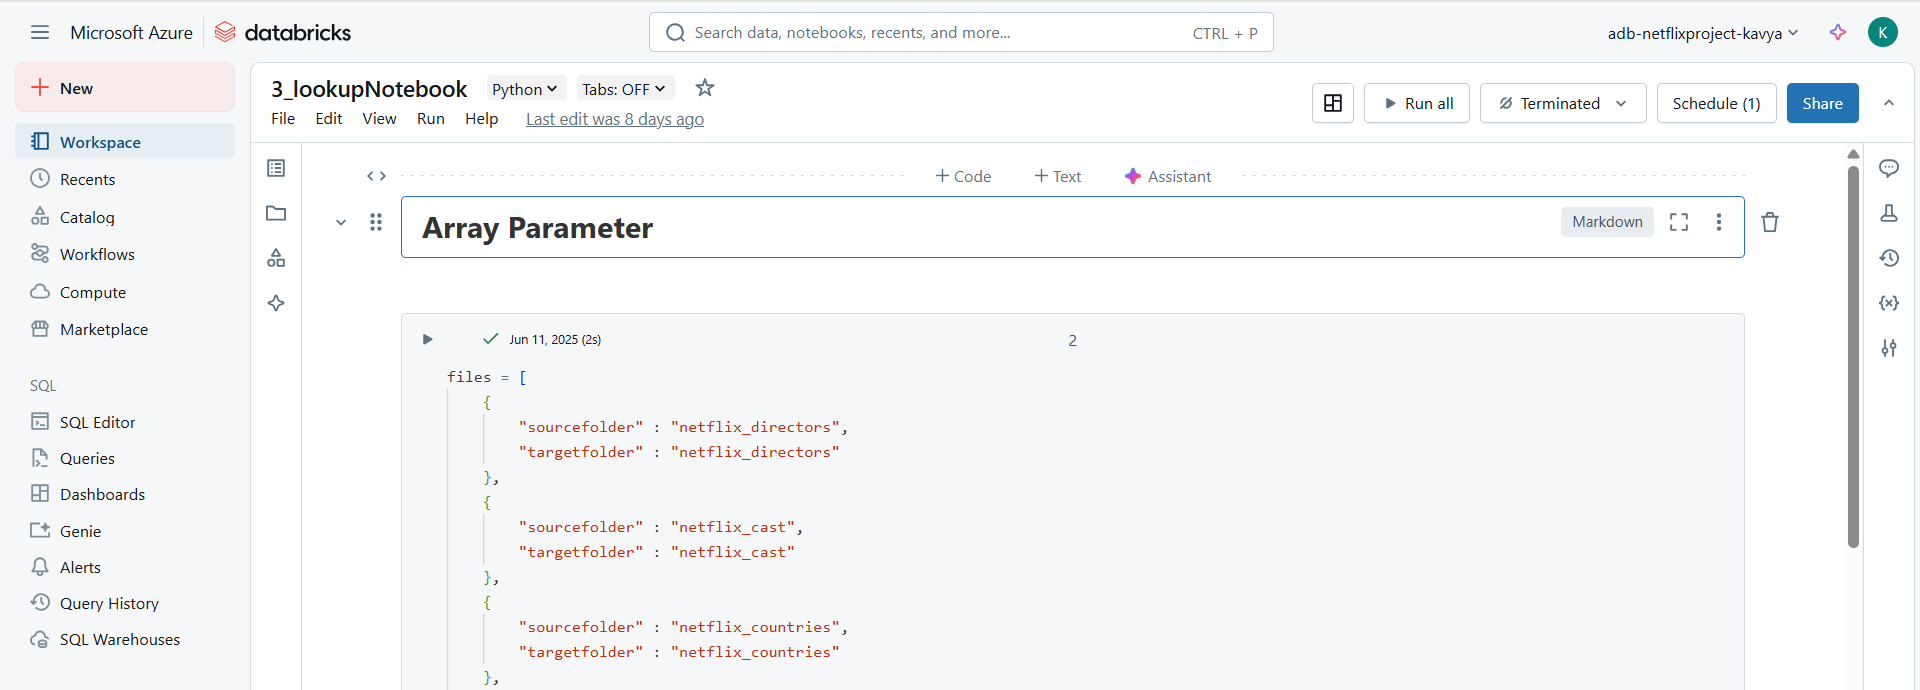 Microsoft Azure databricks
Search data, notebooks, recents, and more... CTRL + P
adb-netflixproject-kavya K
New
Workspace
Recents
Catalog
Workflows
Compute
Marketplace
SQL
SQL Editor
Queries
Dashboards
Genie
Alerts
Query History
SQL Warehouses
3_lookupNotebook Python Tabs: OFF
File Edit View Run Help Last edit was 8 days ago
Run all Terminated Schedule (1) Share
+ Code + Text Assistant
Array Parameter Markdown
Jun 11, 2025 (2s) 2
files = [
{
"sourcefolder" : "netflix_directors",
"targetfolder" : "netflix_directors"
},
{
"sourcefolder" : "netflix_cast",
"targetfolder" : "netflix_cast"
},
{
"sourcefolder" : "netflix_countries",
"targetfolder" : "netflix_countries"
},